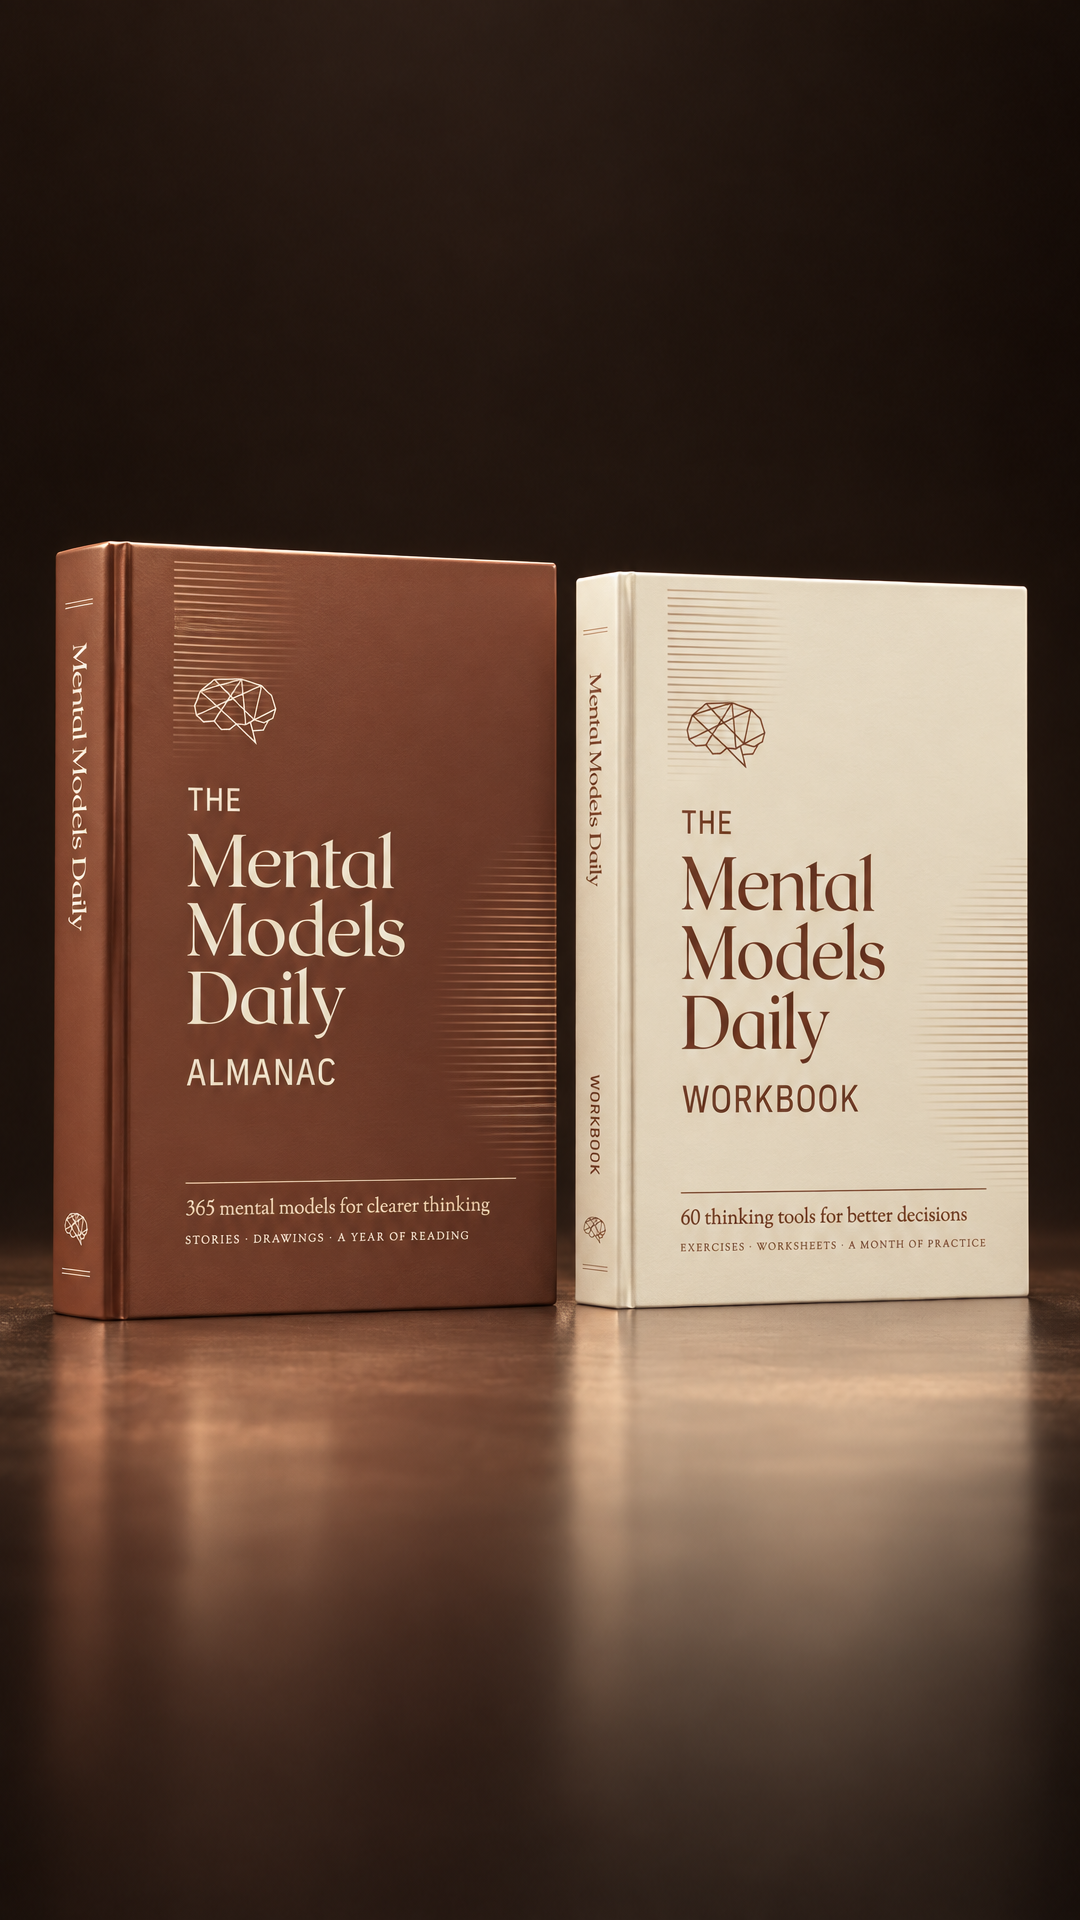 Mental Models Daily
THE
Mental
Models
Daily
ALMANAC
365 mental models for clearer thinking
STORIES · DRAWINGS · A YEAR OF READING
Mental Models Daily
WORKBOOK
THE
Mental
Models
Daily
WORKBOOK
60 thinking tools for better decisions
EXERCISES · WORKSHEETS · A MONTH OF PRACTICE